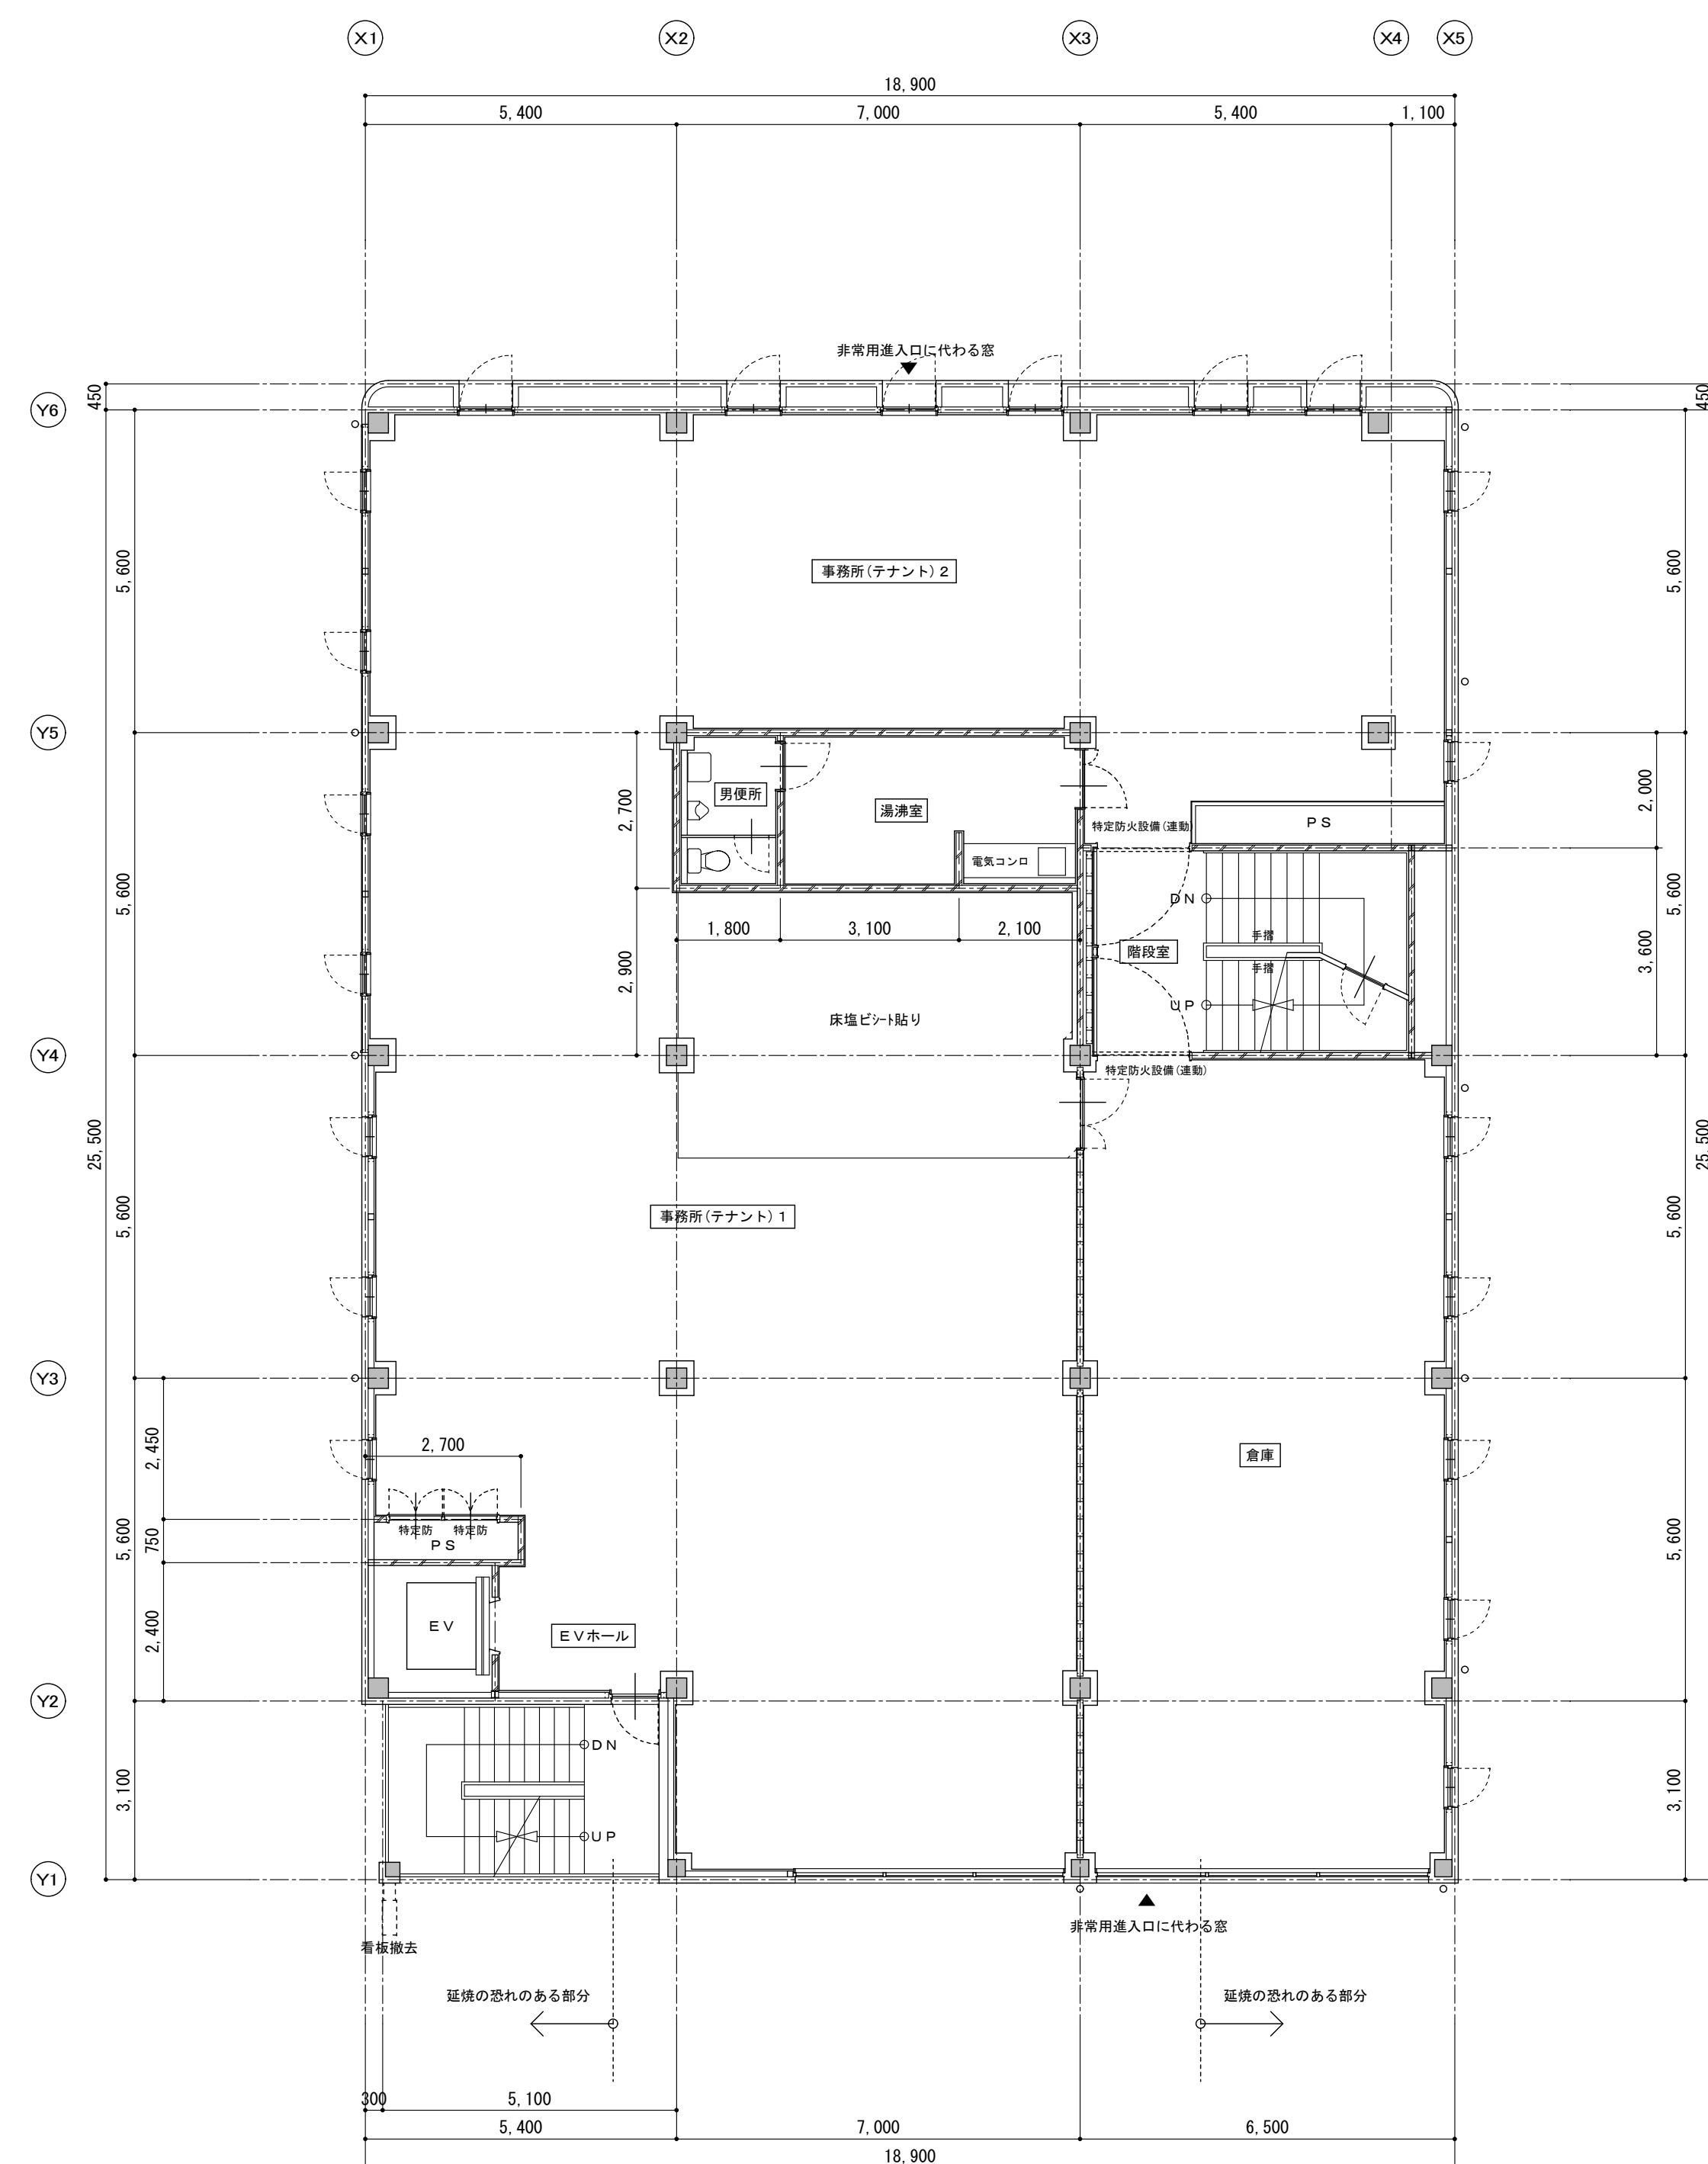 X1
X2
X3
X4
X5
18,900
5,400
7,000
5,400
1,100
非常用進入口に代わる窓
450
450
Y6
5,600
5,600
事務所(テナント)2
Y5
男便所
湯沸室
2,700
特定防火設備(連動)
PS
2,000
電気コンロ
DN
5,600
5,600
1,800
3,100
2,100
手摺
階段室
手摺
2,900
3,600
UP
床塩ビシート貼り
Y4
特定防火設備(連動)
25,500
25,500
5,600
5,600
事務所(テナント)1
Y3
2,450
2,700
倉庫
特定防
特定防
PS
5,600
750
5,600
EV
EVホール
2,400
Y2
DN
3,100
3,100
UP
Y1
非常用進入口に代わる窓
看板撤去
延焼の恐れのある部分
延焼の恐れのある部分
300
5,100
5,400
7,000
6,500
18,900